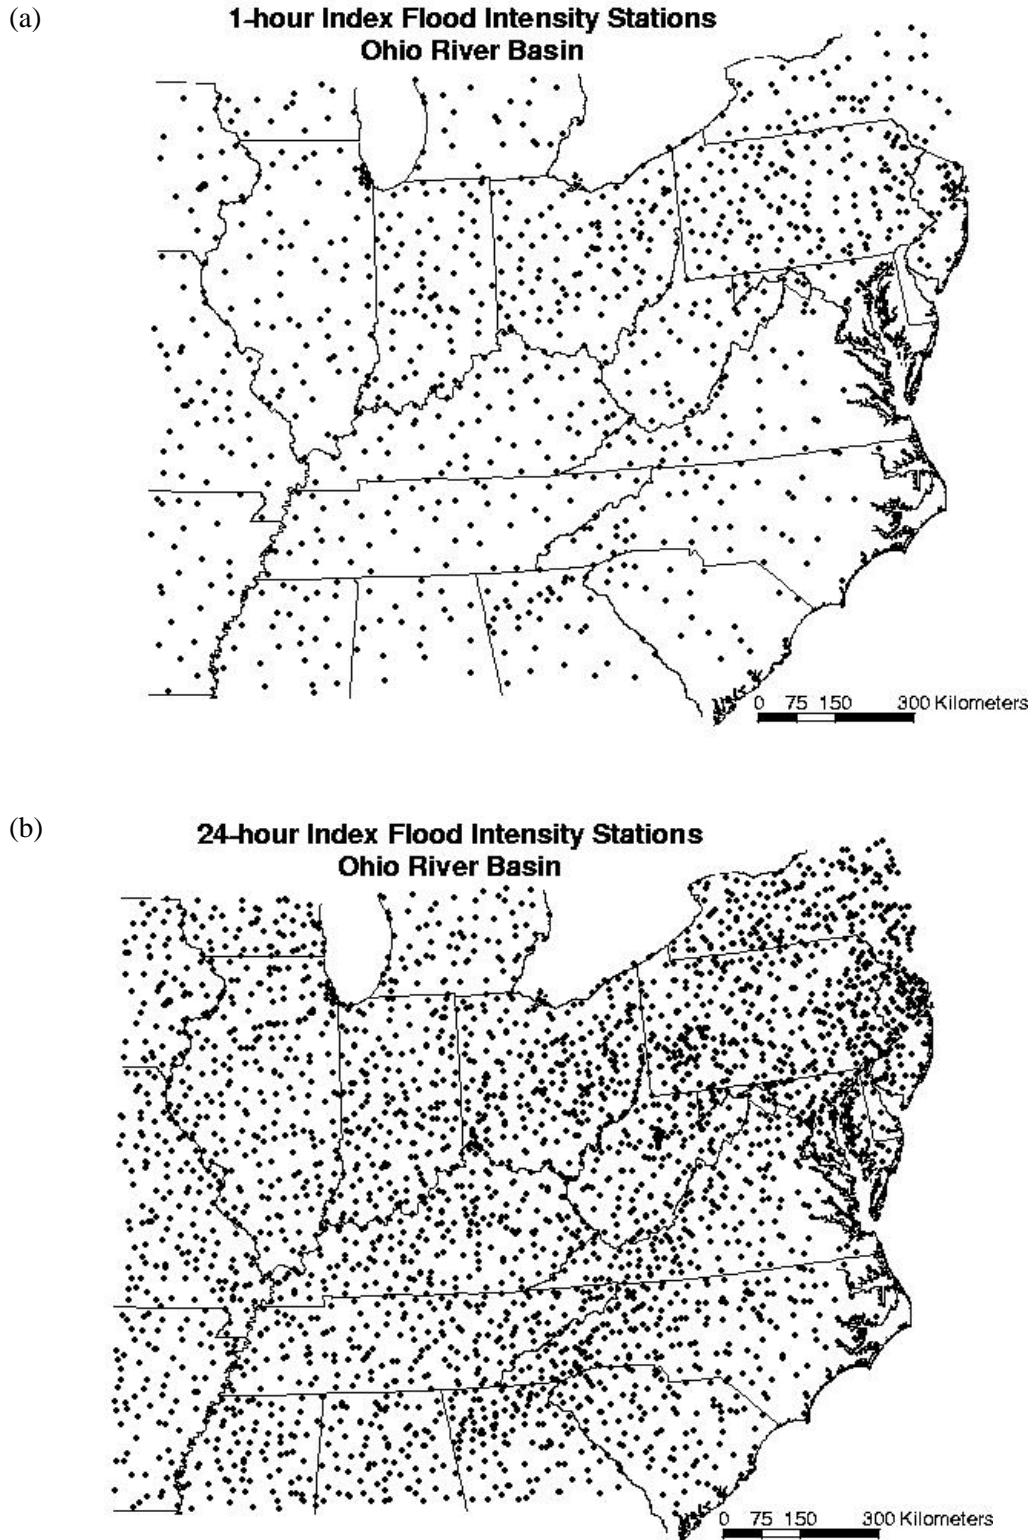 (a)
1-hour Index Flood Intensity Stations
Ohio River Basin
0 75 150 300 Kilometers
(b)
24-hour Index Flood Intensity Stations
Ohio River Basin
0 75 150 300 Kilometers